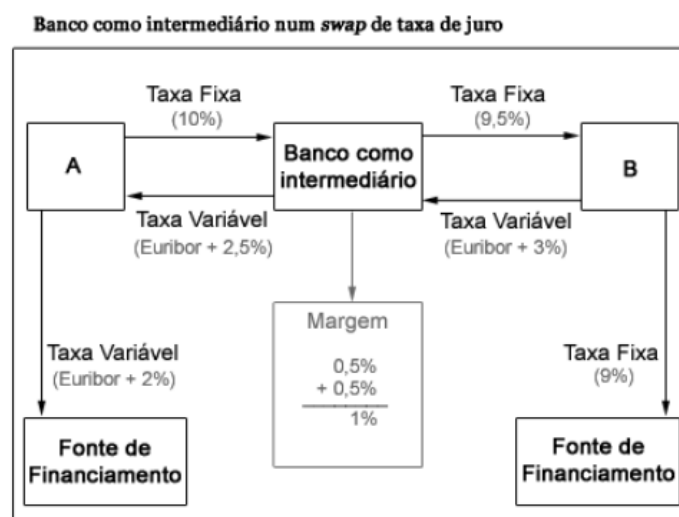 Banco como intermediário num swap de taxa de juro
Taxa Fixa
(10%)
Taxa Fixa
(9,5%)
A
Banco como
intermediário
B
Taxa Variável
(Euribor + 2,5%)
Taxa Variável
(Euribor + 3%)
Margem
0,5%
+ 0,5%
1%
Taxa Variável
(Euribor + 2%)
Taxa Fixa
(9%)
Fonte de
Financiamento
Fonte de
Financiamento